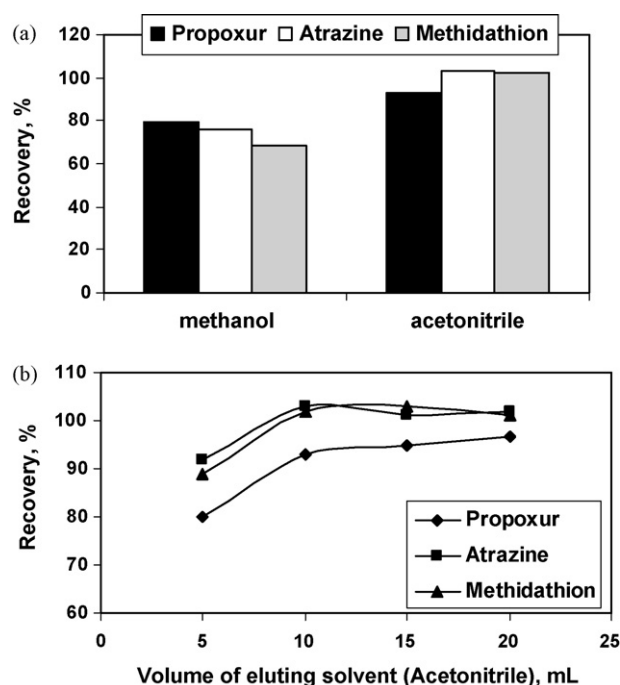 (a)
120
100
80
60
40
20
0
Recovery, %
Propoxur Atrazine Methidathion
methanol acetonitrile
(b)
110
100
90
80
70
60
Recovery, %
Propoxur
Atrazine
Methidathion
0 5 10 15 20 25
Volume of eluting solvent (Acetonitrile), mL